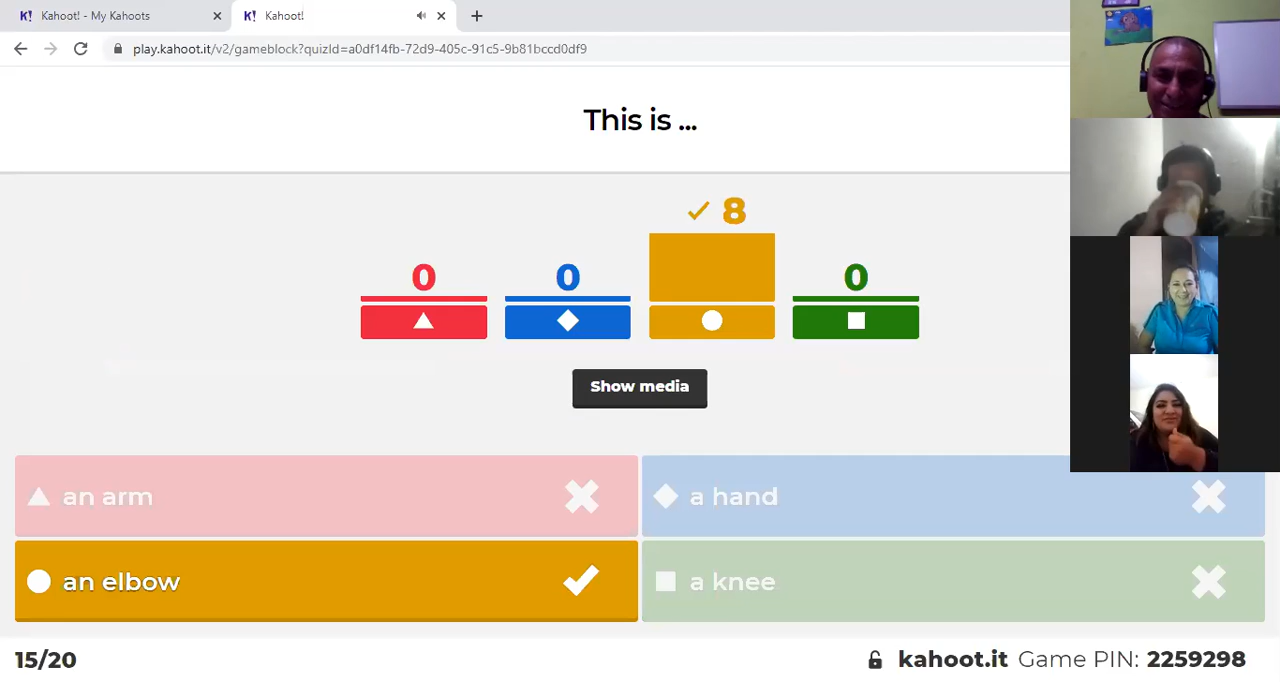 K! Kahoot! - My Kahoots
K! Kahoot!
play.kahoot.it/v2/gameblock?quizId=a0df14fb-72d9-405c-91c5-9b81bccd0df9
This is ...
0
0
8
0
Show media
an arm
a hand
an elbow
a knee
15/20
kahoot.it Game PIN: 2259298